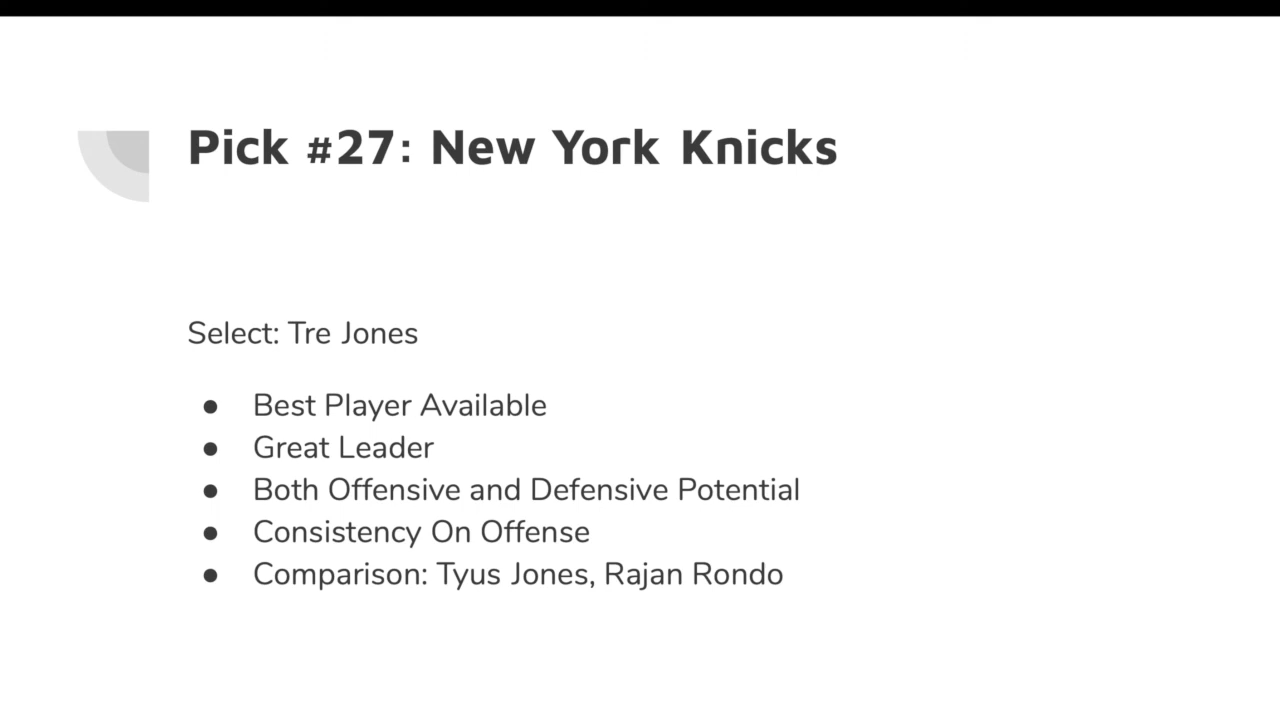 Pick #27: New York Knicks
Select: Tre Jones
● Best Player Available
● Great Leader
● Both Offensive and Defensive Potential
● Consistency On Offense
● Comparison: Tyus Jones, Rajan Rondo